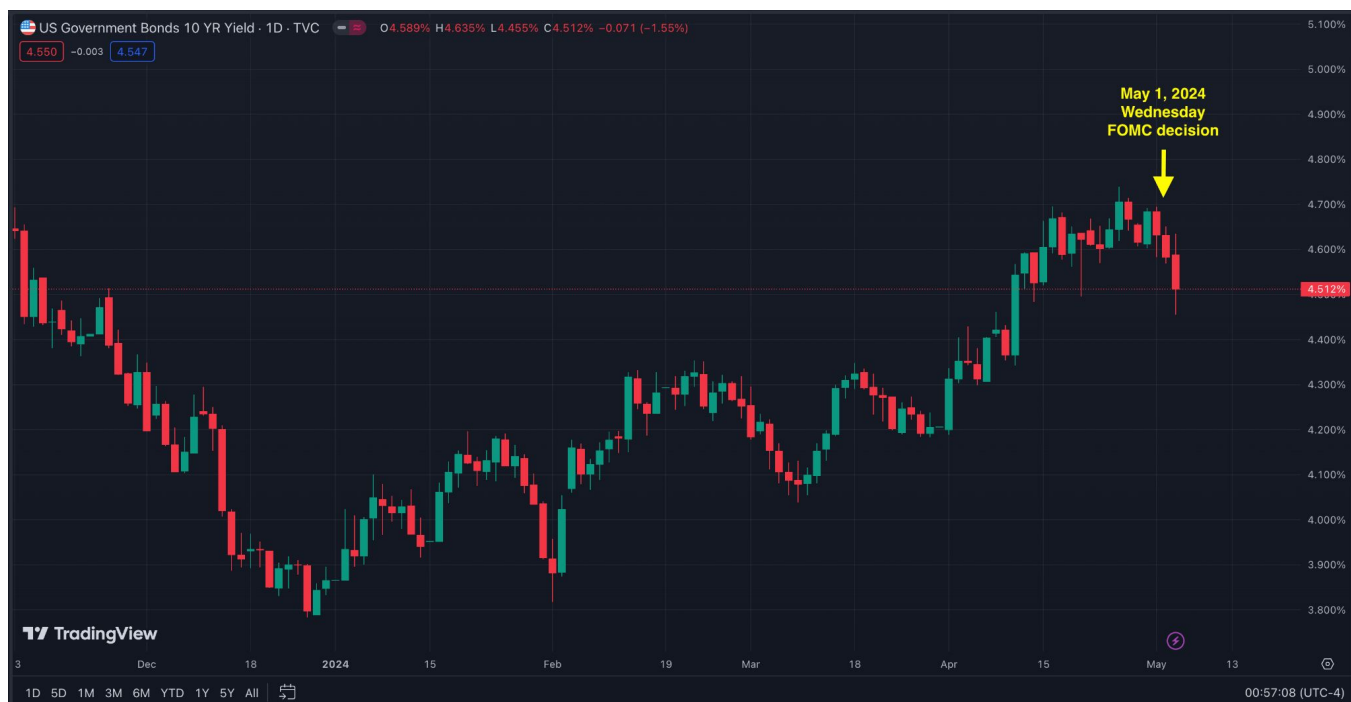 US Government Bonds 10 YR Yield · 1D · TVC O4.589% H4.635% L4.455% C4.512% −0.071 (−1.55%)
4.550 −0.003 4.547
5.100%
5.000%
May 1, 2024
Wednesday
FOMC decision
4.900%
4.800%
4.700%
4.600%
4.512%
4.400%
4.300%
4.200%
4.100%
4.000%
3.900%
3.800%
TradingView
3 Dec 18 2024 15 Feb 19 Mar 18 Apr 15 May 13
1D 5D 1M 3M 6M YTD 1Y 5Y All 00:57:08 (UTC-4)